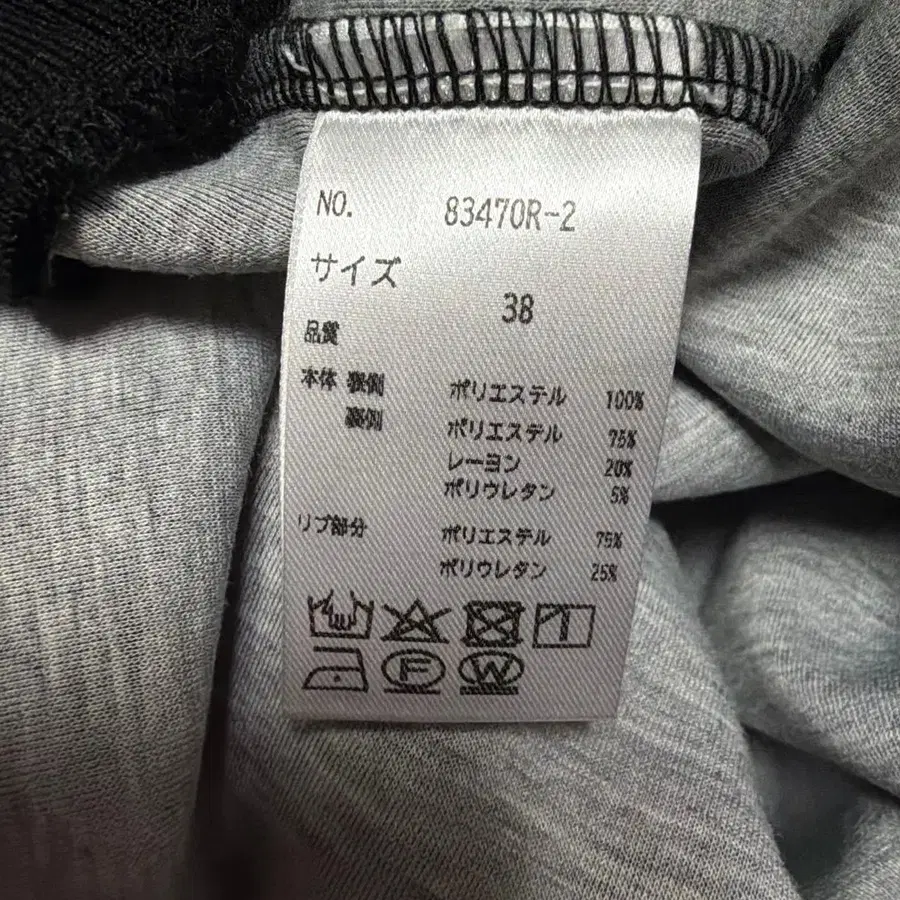 NO. 83470R-2
サイズ
38
品質
本体 表側 ポリエステル 100%
裏側 ポリエステル 75%
レーヨン 20%
ポリウレタン 5%
リブ部分 ポリエステル 75%
ポリウレタン 25%
F W